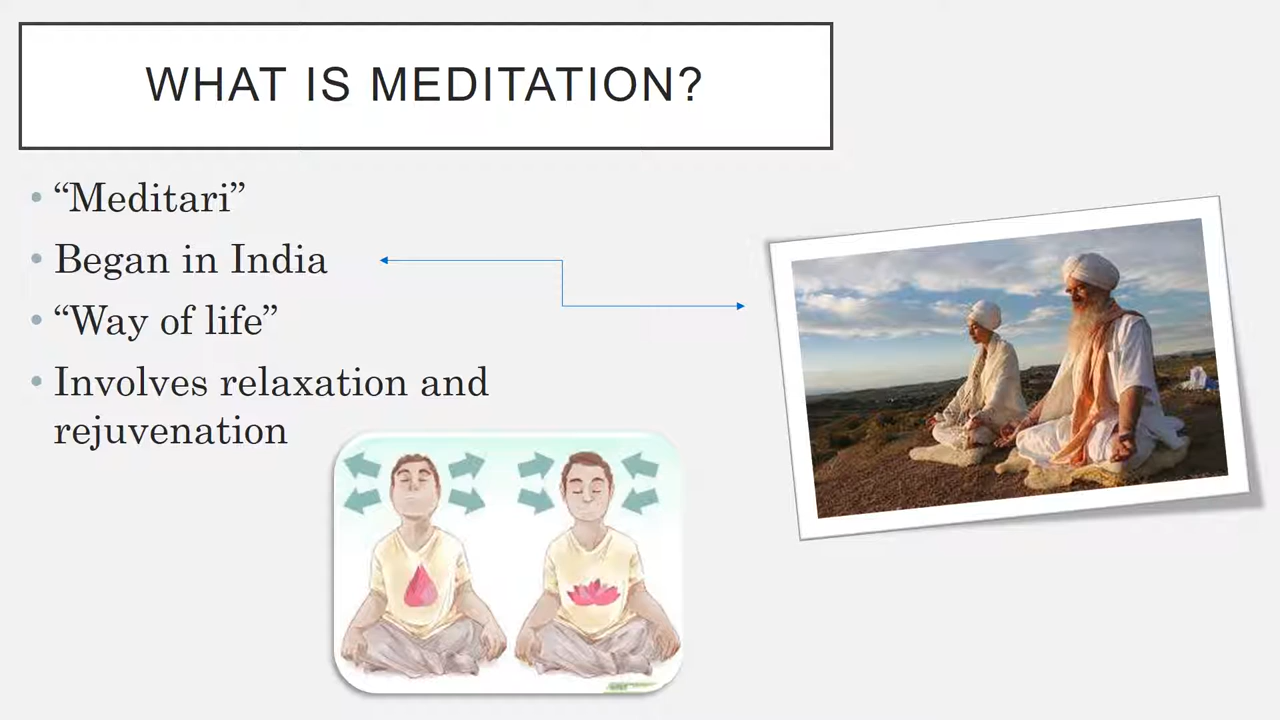 WHAT IS MEDITATION?
• “Meditari”
• Began in India
• “Way of life”
• Involves relaxation and
rejuvenation